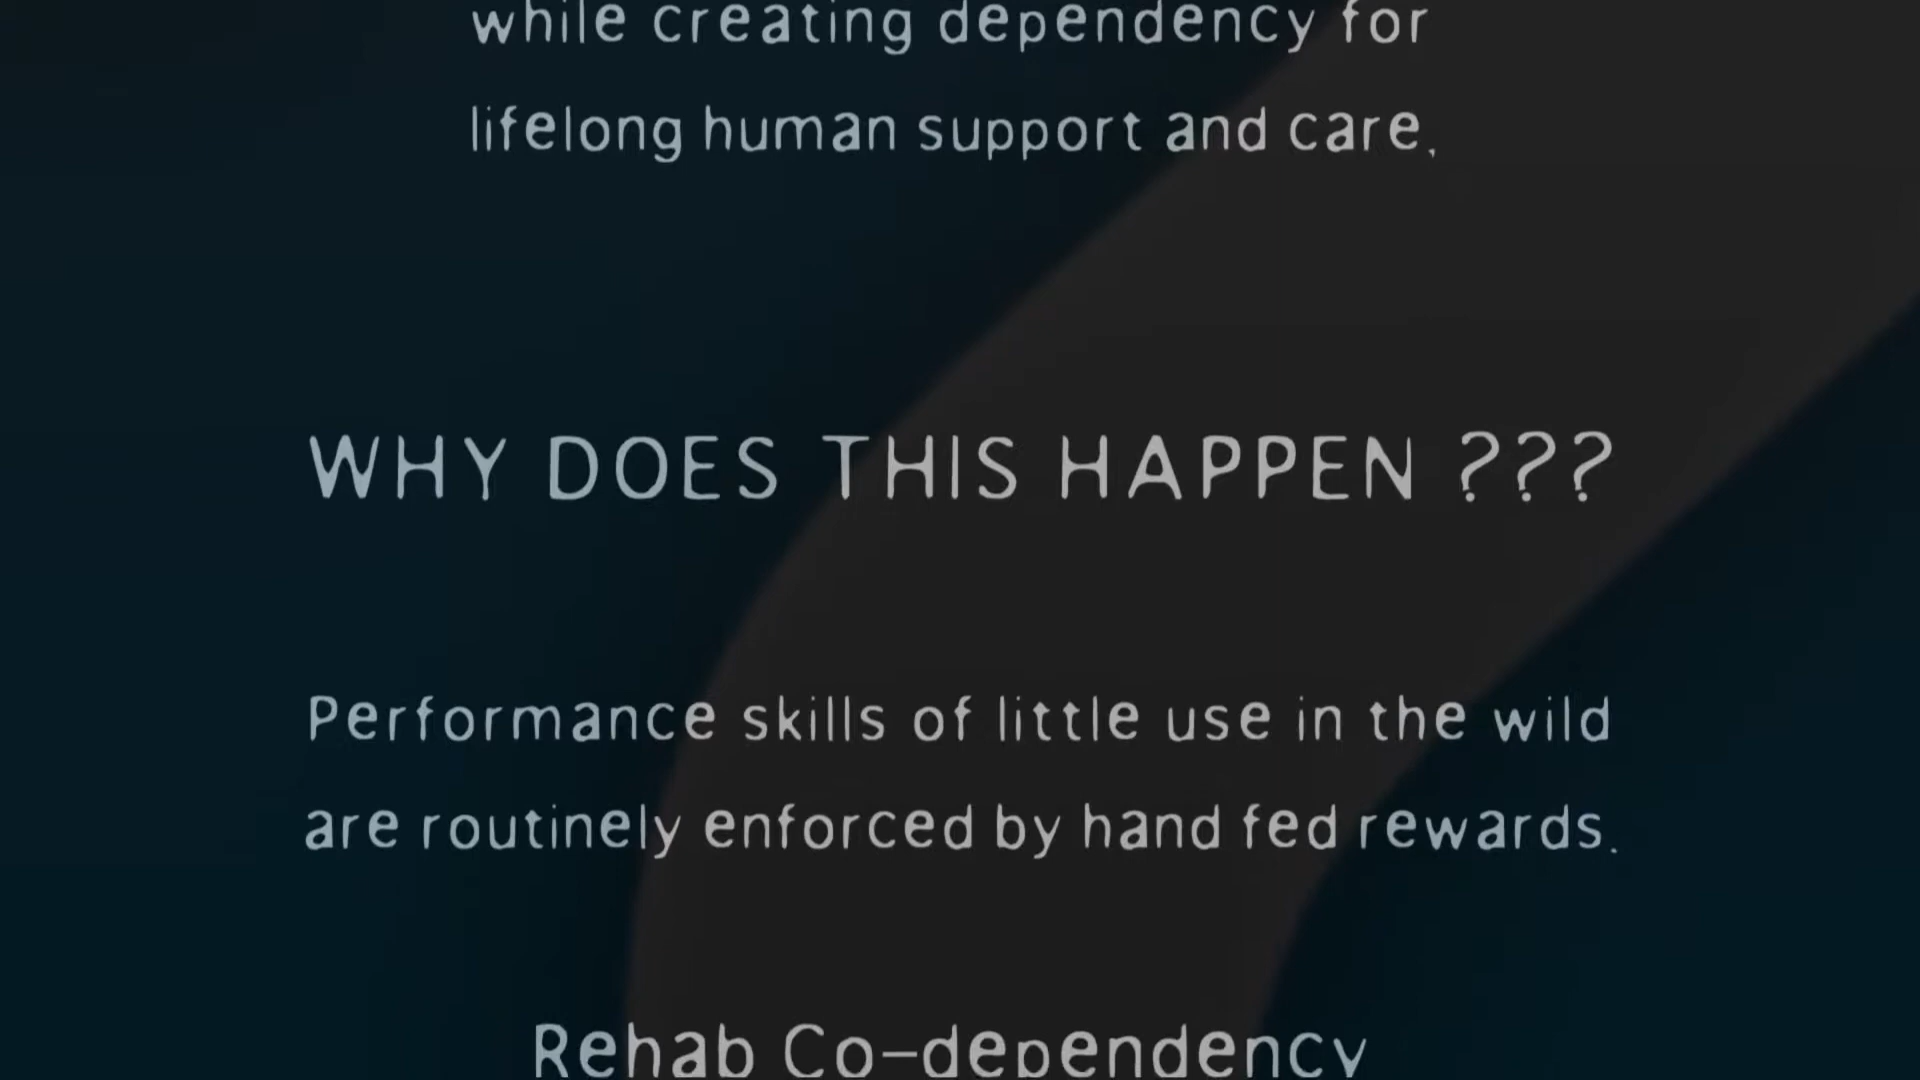 while creating dependency for
lifelong human support and care.
WHY DOES THIS HAPPEN ???
Performance skills of little use in the wild
are routinely enforced by hand fed rewards.
Rehab Co-dependency